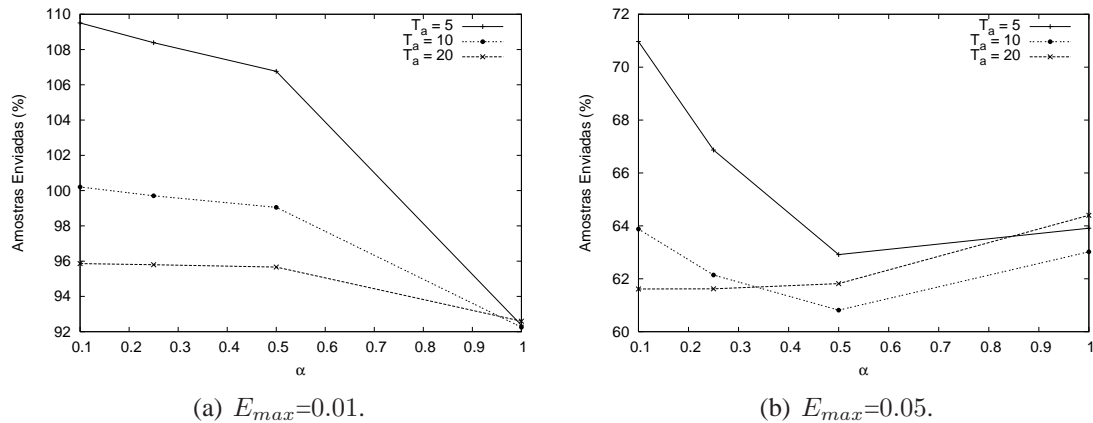 110
108
106
104
102
100
98
96
94
92
Amostras Enviadas (%)
0.1 0.2 0.3 0.4 0.5 0.6 0.7 0.8 0.9 1
α
T_a = 5
T_a = 10
T_a = 20
(a) E_max=0.01.
72
70
68
66
64
62
60
Amostras Enviadas (%)
0.1 0.2 0.3 0.4 0.5 0.6 0.7 0.8 0.9 1
α
T_a = 5
T_a = 10
T_a = 20
(b) E_max=0.05.